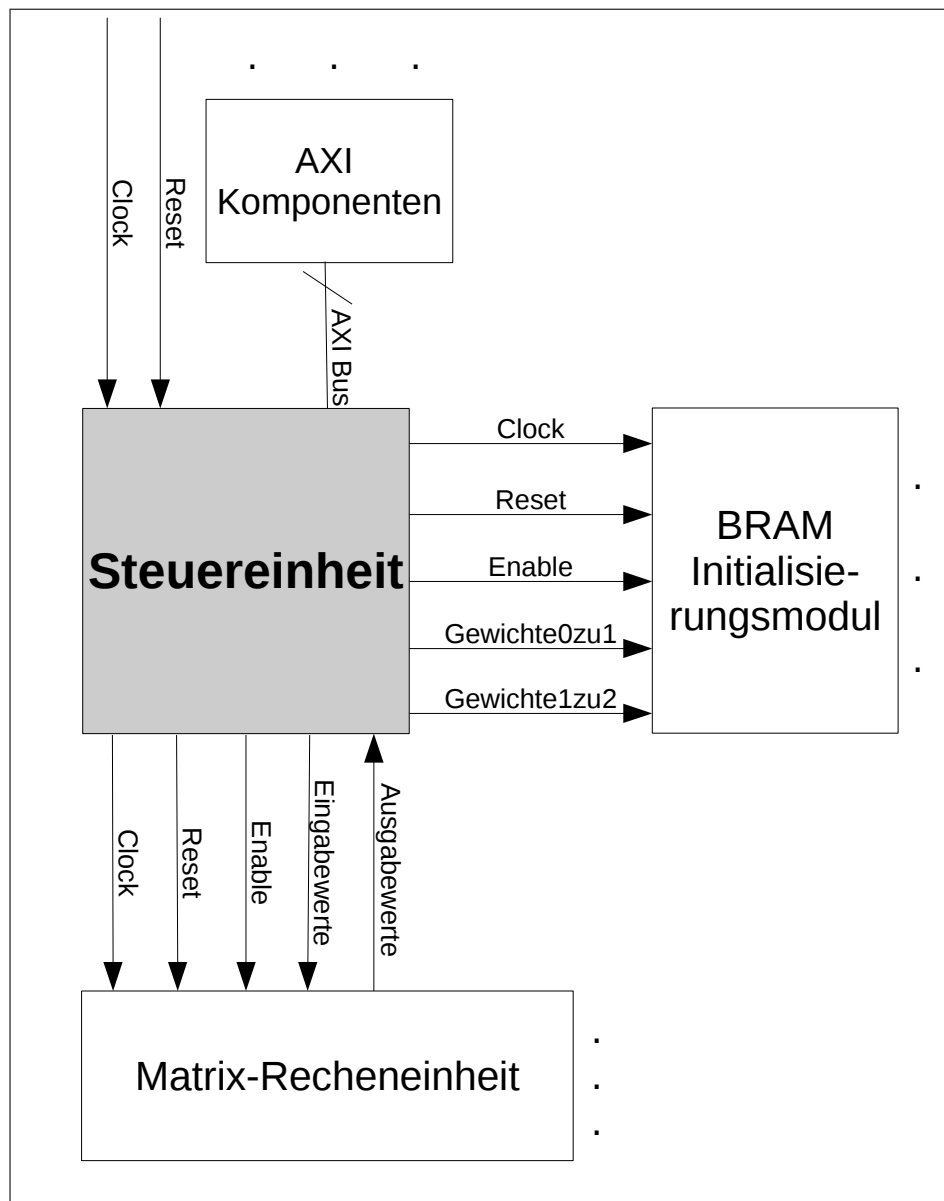 Clock
Reset
AXI
Komponenten
AXI Bus
Steuereinheit
Clock
Reset
Enable
Gewichte0zu1
Gewichte1zu2
BRAM
Initialisie-
rungsmodul
Clock
Reset
Enable
Eingabewerte
Ausgabewerte
Matrix-Recheneinheit